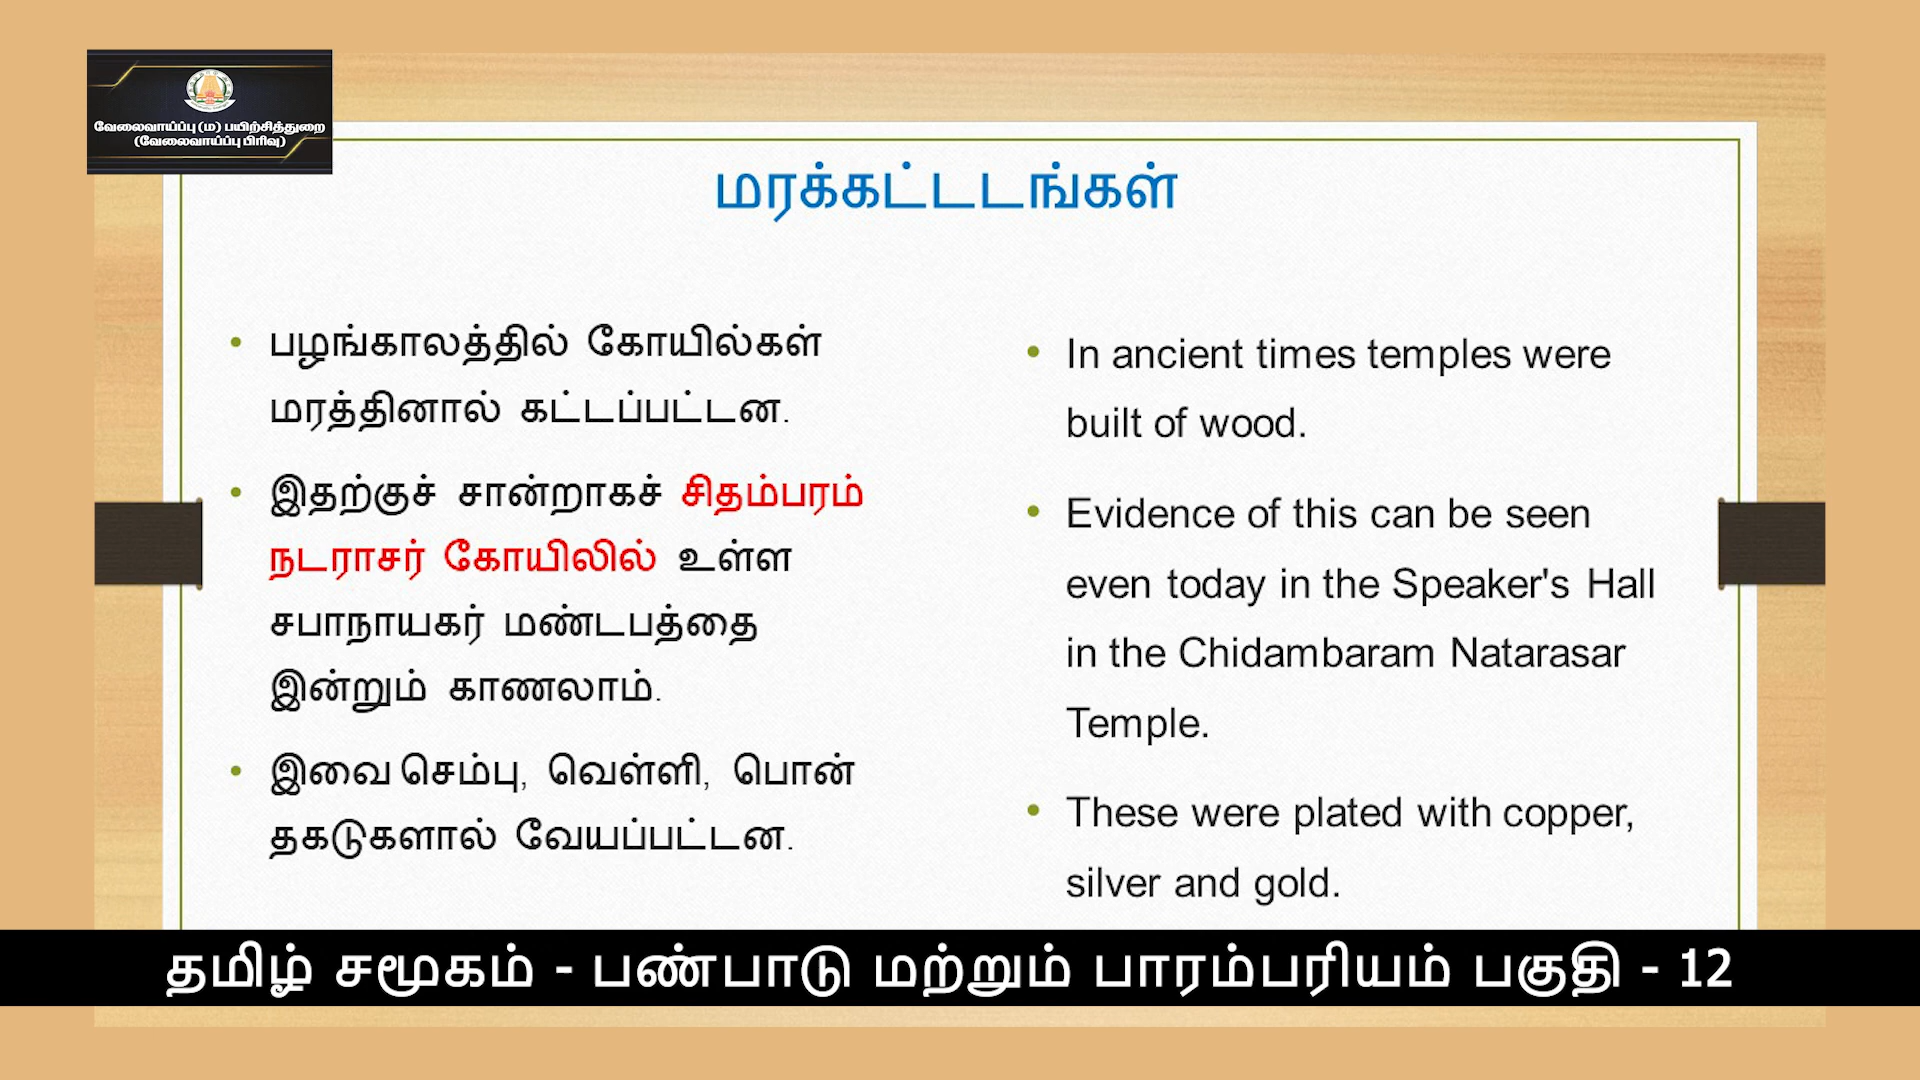 வேலைவாய்ப்பு (ம) பயிற்சித்துறை
(வேலைவாய்ப்பு பிரிவு)
மரக்கட்டடங்கள்
பழங்காலத்தில் கோயில்கள்
மரத்தினால் கட்டப்பட்டன.
இதற்குச் சான்றாகச் சிதம்பரம்
நடராசர் கோயிலில் உள்ள
சபாநாயகர் மண்டபத்தை
இன்றும் காணலாம்.
இவை செம்பு, வெள்ளி, பொன்
தகடுகளால் வேயப்பட்டன.
In ancient times temples were
built of wood.
Evidence of this can be seen
even today in the Speaker's Hall
in the Chidambaram Natarasar
Temple.
These were plated with copper,
silver and gold.
தமிழ் சமூகம் - பண்பாடு மற்றும் பாரம்பரியம் பகுதி - 12